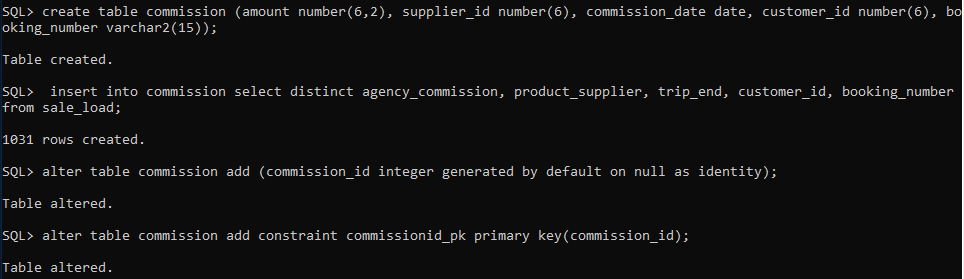 SQL> create table commission (amount number(6,2), supplier_id number(6), commission_date date, customer_id number(6), bo
oking_number varchar2(15));
Table created.
SQL>  insert into commission select distinct agency_commission, product_supplier, trip_end, customer_id, booking_number
from sale_load;
1031 rows created.
SQL> alter table commission add (commission_id integer generated by default on null as identity);
Table altered.
SQL> alter table commission add constraint commissionid_pk primary key(commission_id);
Table altered.